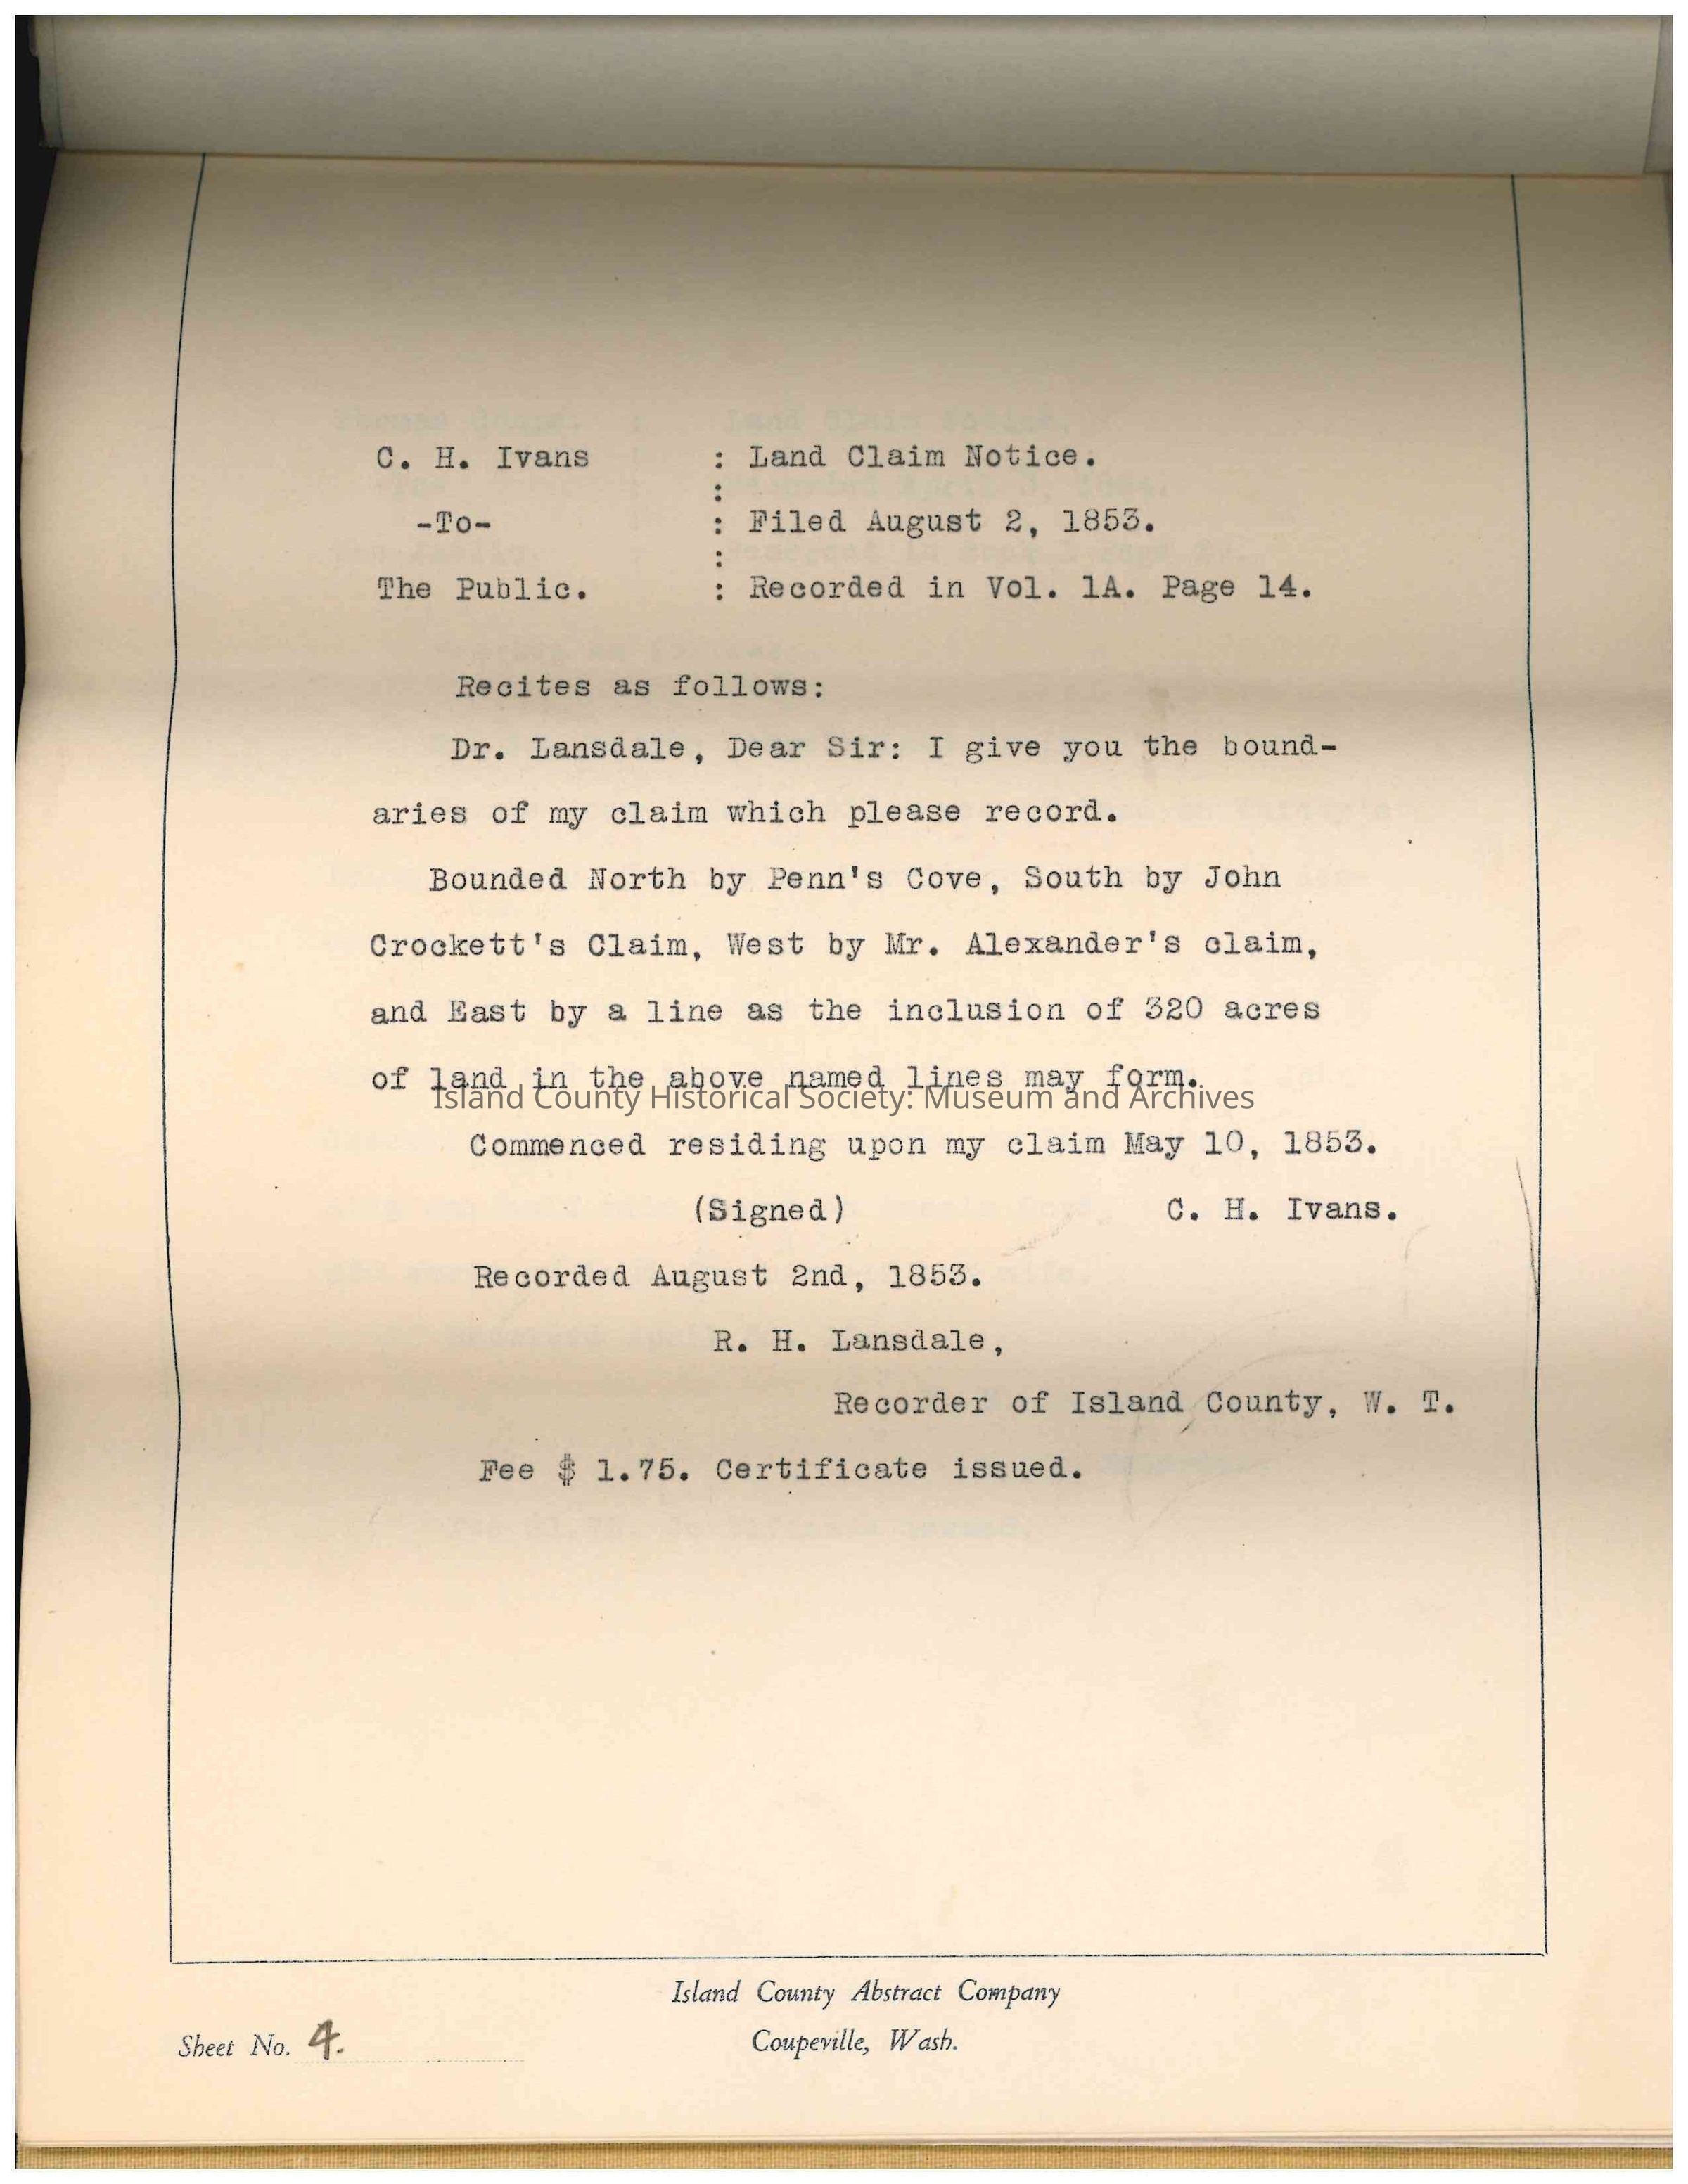 C. H. Ivans : Land Claim Notice.
:
-To- : Filed August 2, 1853.
:
The Public. : Recorded in Vol. 1A. Page 14.
Recites as follows:
Dr. Lansdale, Dear Sir: I give you the bound-
aries of my claim which please record.
Bounded North by Penn's Cove, South by John
Crockett's Claim, West by Mr. Alexander's claim,
and East by a line as the inclusion of 320 acres
of land in the above named lines may form.
Island County Historical Society: Museum and Archives
Commenced residing upon my claim May 10, 1853.
(Signed) C. H. Ivans.
Recorded August 2nd, 1853.
R. H. Lansdale,
Recorder of Island County, W. T.
Fee $ 1.75. Certificate issued.
Island County Abstract Company
Sheet No. 4. Coupeville, Wash.